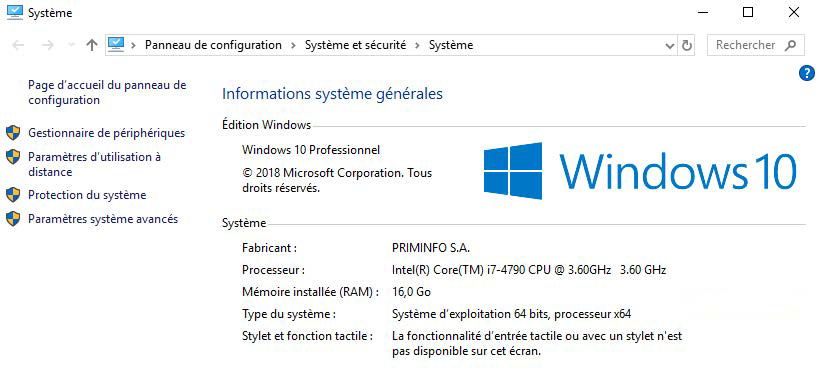 Système
Panneau de configuration > Système et sécurité > Système
Rechercher
Page d'accueil du panneau de
configuration
Gestionnaire de périphériques
Paramètres d'utilisation à
distance
Protection du système
Paramètres système avancés
?
Informations système générales
Édition Windows
Windows 10 Professionnel
© 2018 Microsoft Corporation. Tous
droits réservés.
Windows 10
Système
Fabricant : PRIMINFO S.A.
Processeur : Intel(R) Core(TM) i7-4790 CPU @ 3.60GHz 3.60 GHz
Mémoire installée (RAM) : 16,0 Go
Type du système : Système d'exploitation 64 bits, processeur x64
Stylet et fonction tactile : La fonctionnalité d'entrée tactile ou avec un stylet n'est
pas disponible sur cet écran.